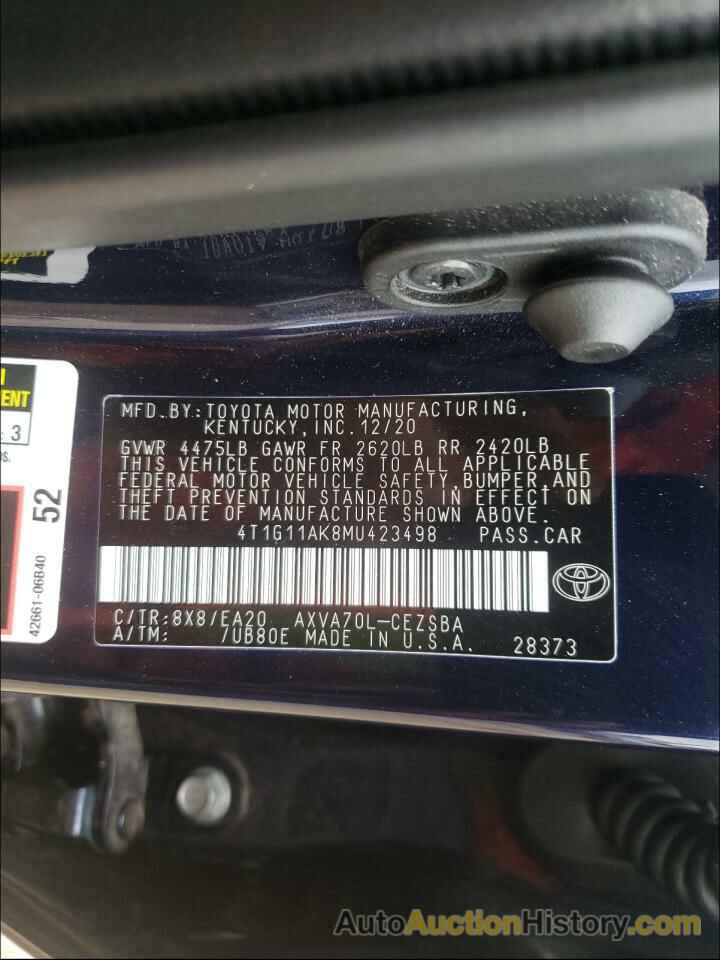 MFD.BY:TOYOTA MOTOR MANUFACTURING,
KENTUCKY,INC.12/20
GVWR 4475LB GAWR FR 2620LB RR 2420LB
THIS VEHICLE CONFORMS TO ALL APPLICABLE
FEDERAL MOTOR VEHICLE SAFETY,BUMPER,AND
THEFT PREVENTION STANDARDS IN EFFECT ON
THE DATE OF MANUFACTURE SHOWN ABOVE.
4T1G11AK8MU423498 PASS.CAR
C/TR:8X8/EA20 AXVA70L-CEZSBA
A/TM: 7UB80E MADE IN U.S.A. 28373
3
52
42661-06B40
AutoAuctionHistory.com